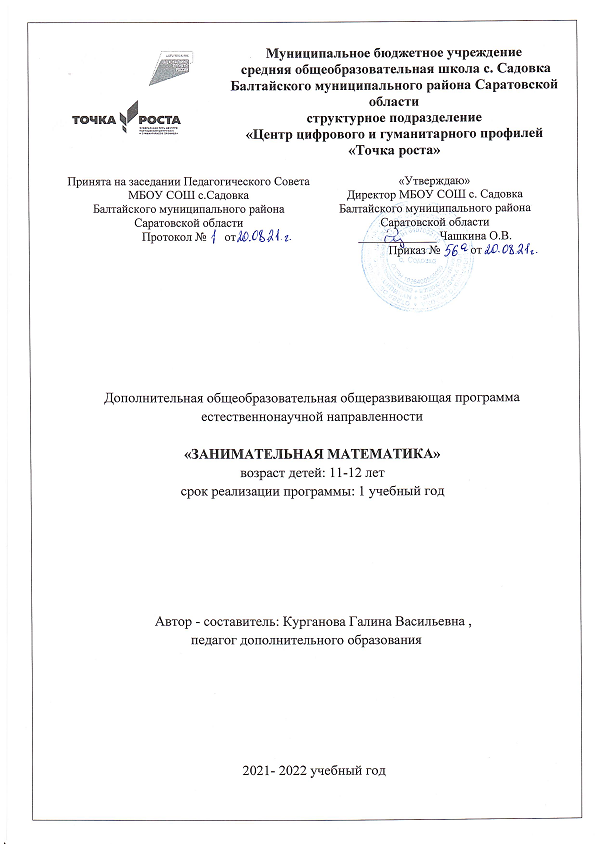 Муниципальное бюджетное учреждение
средняя общеобразовательная школа с. Садовка
Балтайского муниципального района Саратовской
области
структурное подразделение
«Центр цифрового и гуманитарного профилей
«Точка роста»
ТОЧКА РОСТА
Принята на заседании Педагогического Совета
МБОУ СОШ с.Садовка
Балтайского муниципального района
Саратовской области
Протокол № 1 от 20.08.21.г.
«Утверждаю»
Директор МБОУ СОШ с. Садовка
Балтайского муниципального района
Саратовской области
Чашкина О.В.
Приказ № 56а от 20.08.21г.
Дополнительная общеобразовательная общеразвивающая программа
естественнонаучной направленности
«ЗАНИМАТЕЛЬНАЯ МАТЕМАТИКА»
возраст детей: 11-12 лет
срок реализации программы: 1 учебный год
Автор - составитель: Курганова Галина Васильевна ,
педагог дополнительного образования
2021- 2022 учебный год